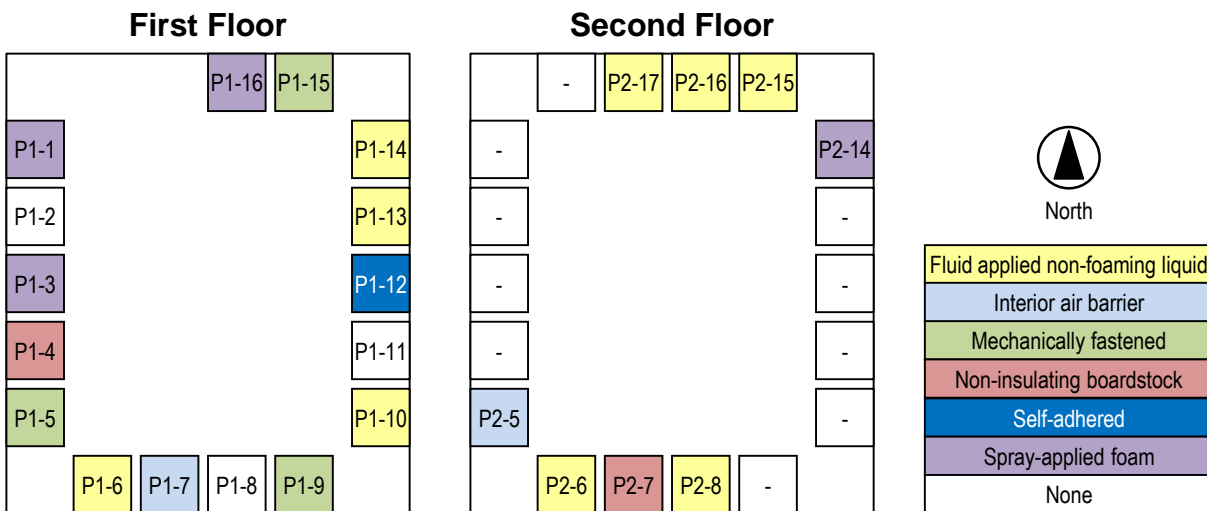 First Floor
Second Floor
P1-16 P1-15
- P2-17 P2-16 P2-15
P1-1 P1-14
- P2-14
P1-2 P1-13
- -
North
P1-3 P1-12
- -
P1-4 P1-11
- -
P1-5 P1-10
P2-5 -
P1-6 P1-7 P1-8 P1-9
P2-6 P2-7 P2-8 -
Fluid applied non-foaming liquid
Interior air barrier
Mechanically fastened
Non-insulating boardstock
Self-adhered
Spray-applied foam
None